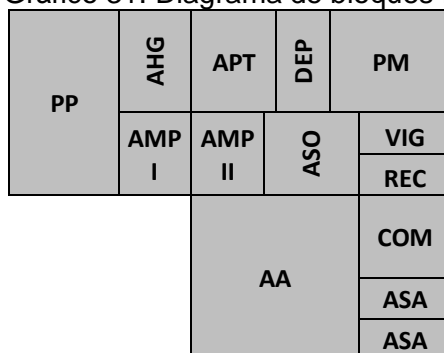 Gráfico 31: Diagrama de bloques
PP
AHG
APT
DEP
PM
AMP
I
AMP
II
ASO
VIG
REC
AA
COM
ASA
ASA